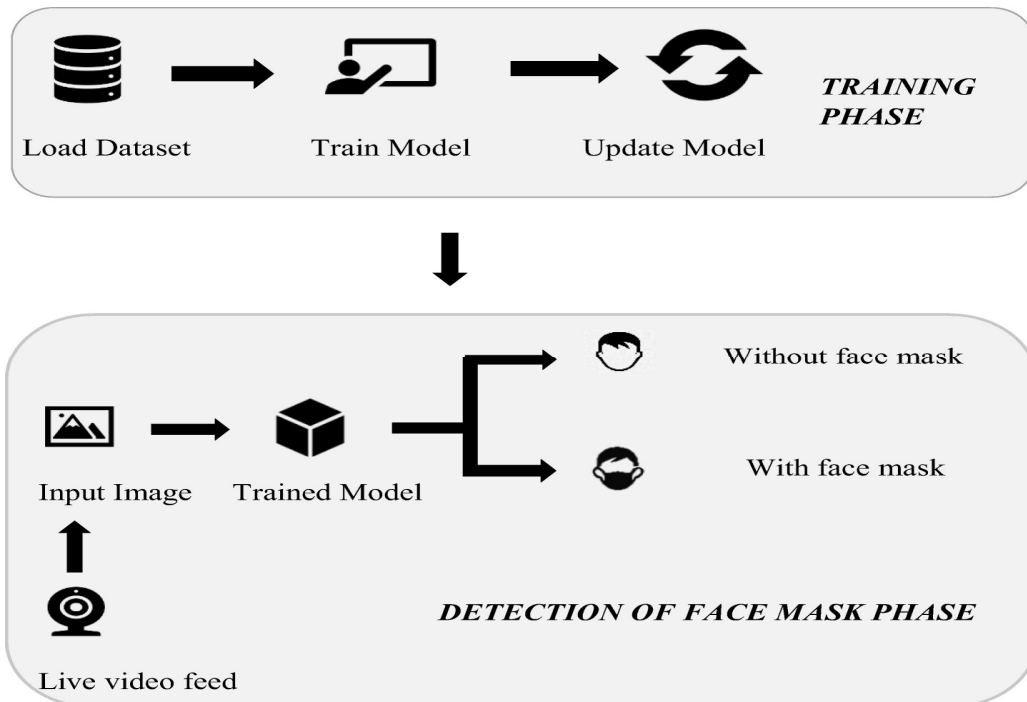 TRAINING
PHASE
Load Dataset
Train Model
Update Model
Without face mask
With face mask
Input Image
Trained Model
DETECTION OF FACE MASK PHASE
Live video feed